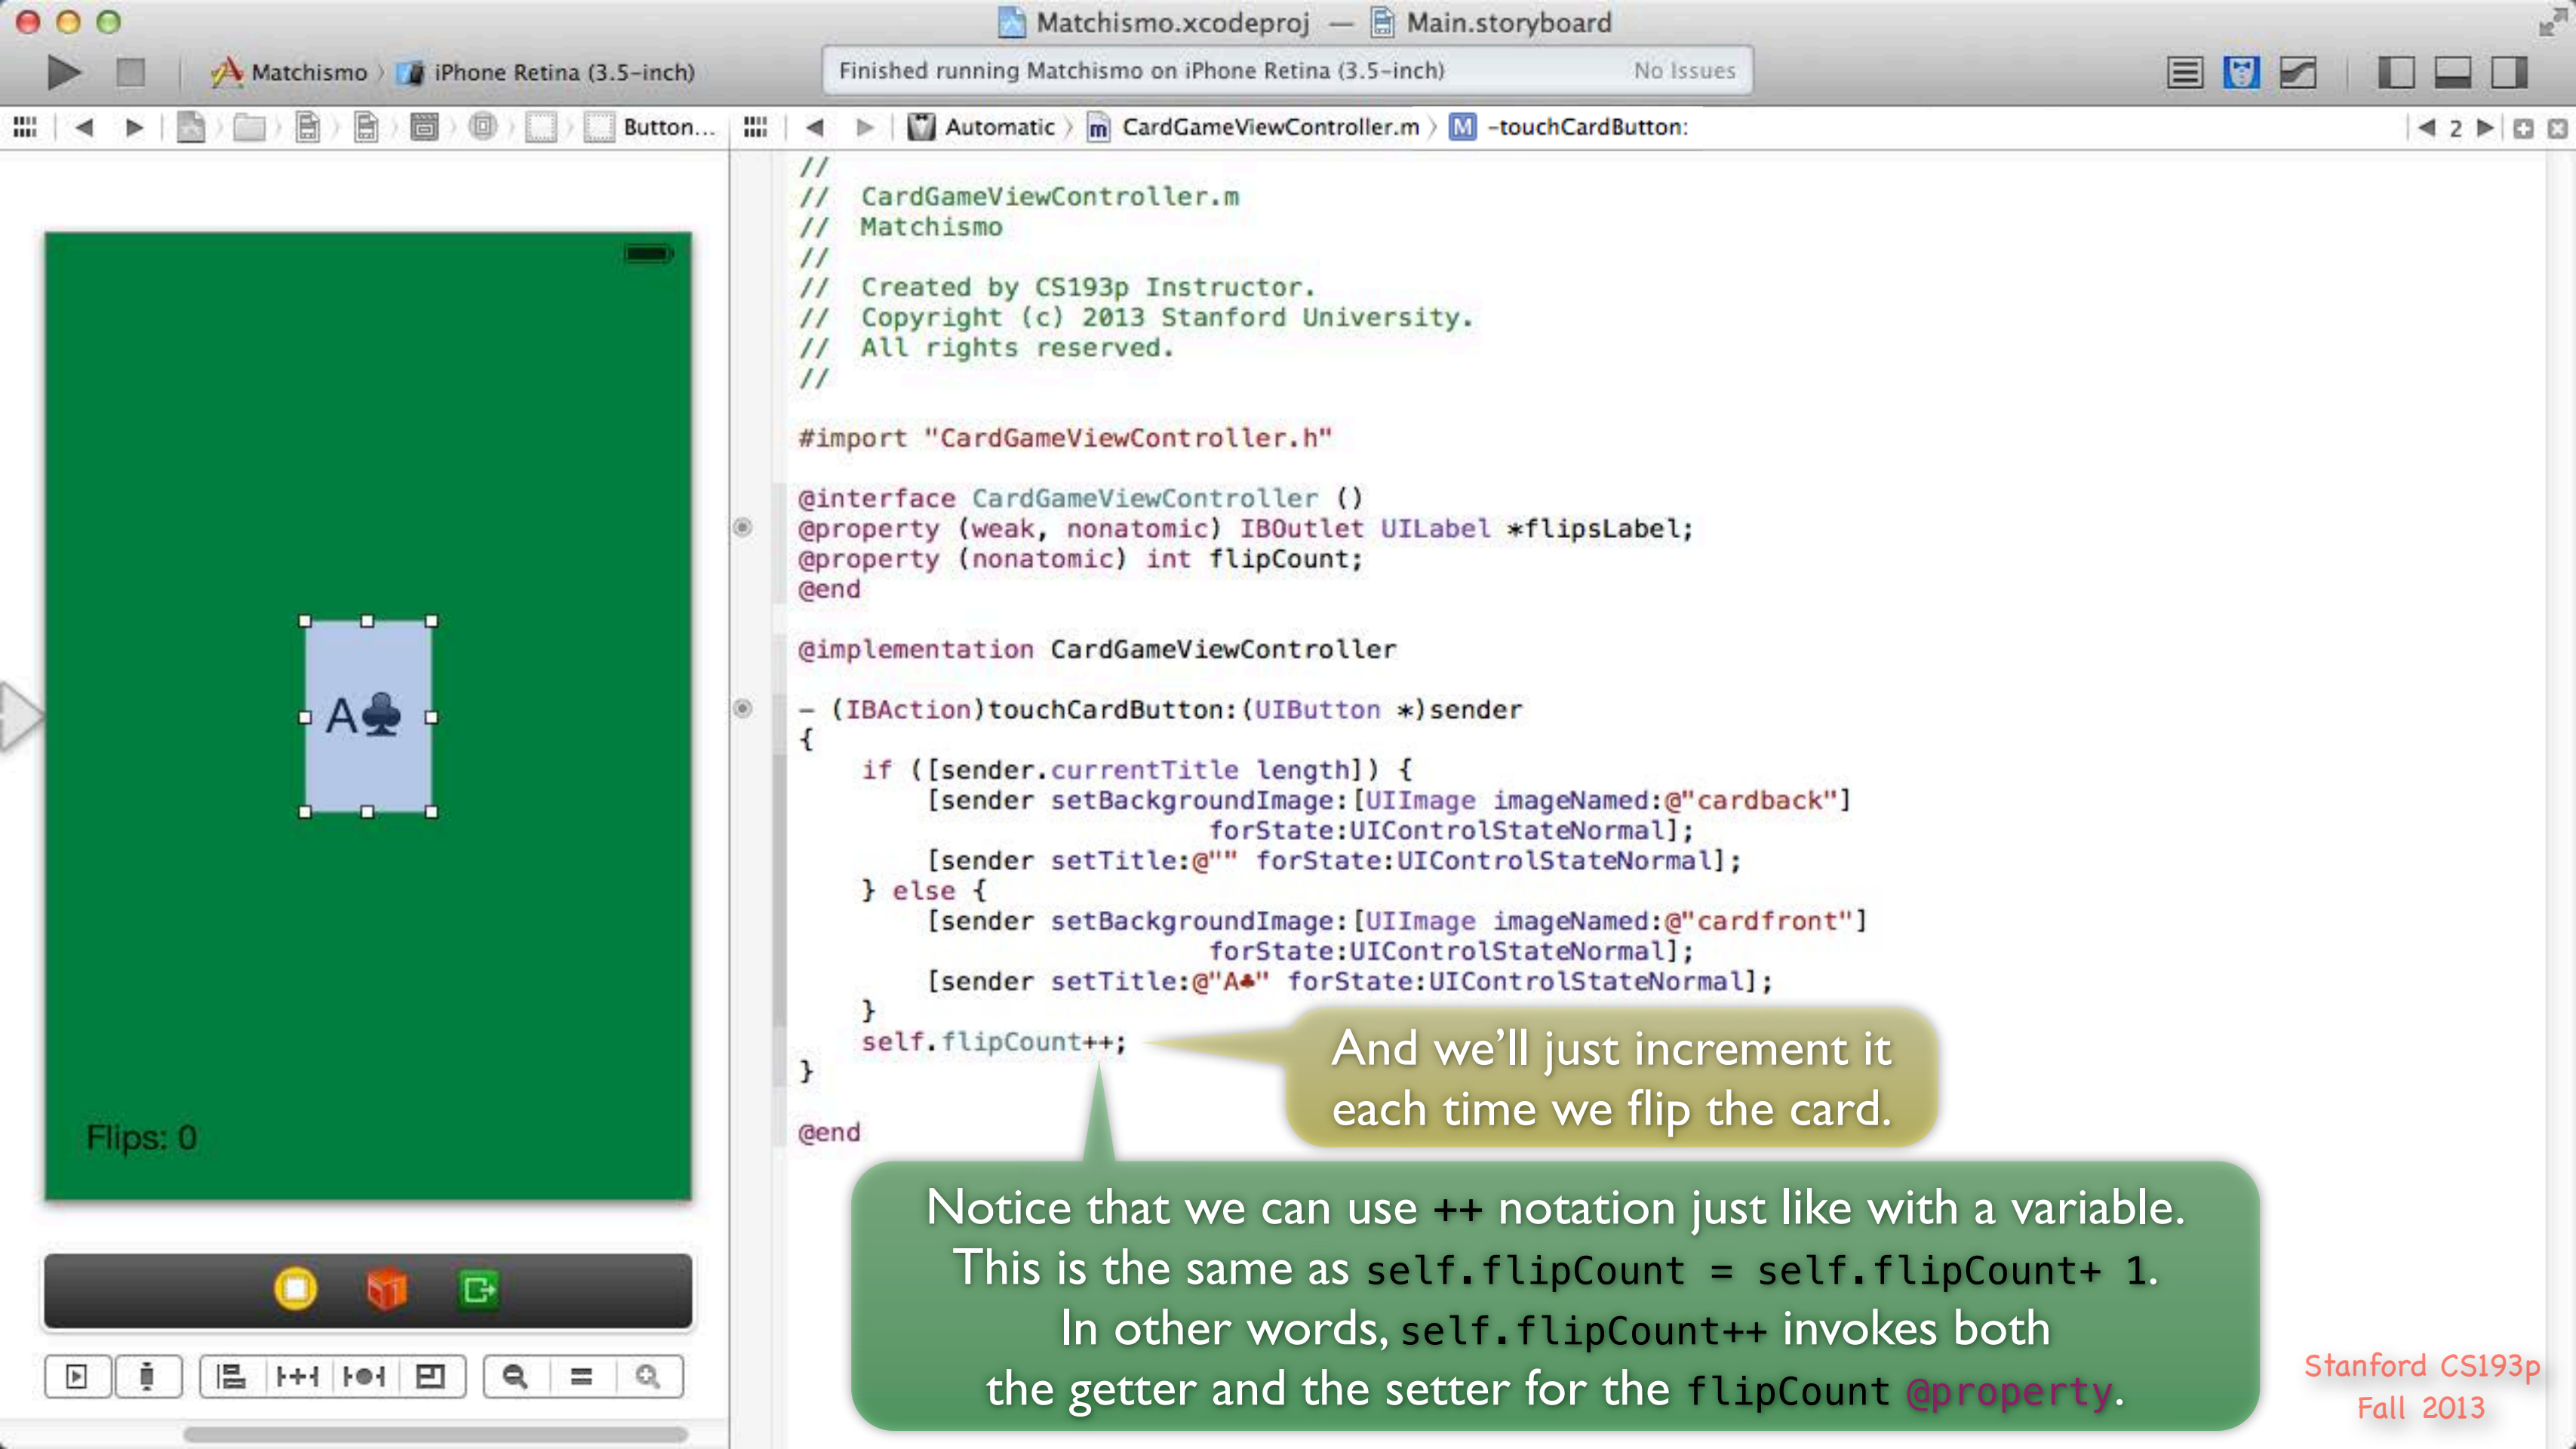 Matchismo.xcodeproj — Main.storyboard
Matchismo
iPhone Retina (3.5-inch)
Finished running Matchismo on iPhone Retina (3.5-inch)
No Issues
Button...
Automatic
CardGameViewController.m
M -touchCardButton:
2
//
// CardGameViewController.m
// Matchismo
//
// Created by CS193p Instructor.
// Copyright (c) 2013 Stanford University.
// All rights reserved.
//
#import "CardGameViewController.h"
@interface CardGameViewController ()
@property (weak, nonatomic) IBOutlet UILabel *flipsLabel;
@property (nonatomic) int flipCount;
@end
@implementation CardGameViewController
- (IBAction)touchCardButton:(UIButton *)sender
{
    if ([sender.currentTitle length]) {
        [sender setBackgroundImage:[UIImage imageNamed:@"cardback"]
                          forState:UIControlStateNormal];
        [sender setTitle:@"" forState:UIControlStateNormal];
    } else {
        [sender setBackgroundImage:[UIImage imageNamed:@"cardfront"]
                          forState:UIControlStateNormal];
        [sender setTitle:@"A♣" forState:UIControlStateNormal];
    }
    self.flipCount++;
}
@end
A♣
Flips: 0
And we'll just increment it
each time we flip the card.
Notice that we can use ++ notation just like with a variable.
This is the same as self.flipCount = self.flipCount+ 1.
In other words, self.flipCount++ invokes both
the getter and the setter for the flipCount @property.
Stanford CS193p
Fall 2013